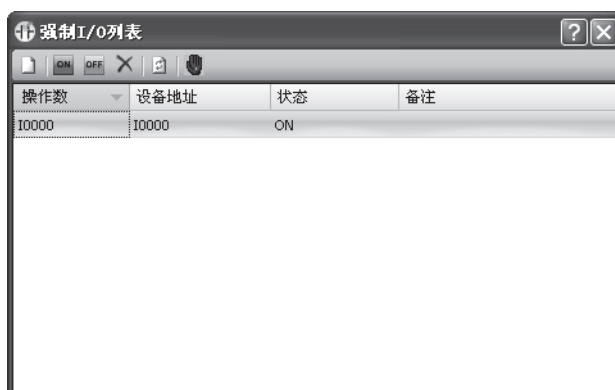 强制I/O列表
ON OFF
操作数 设备地址 状态 备注
I0000 I0000 ON